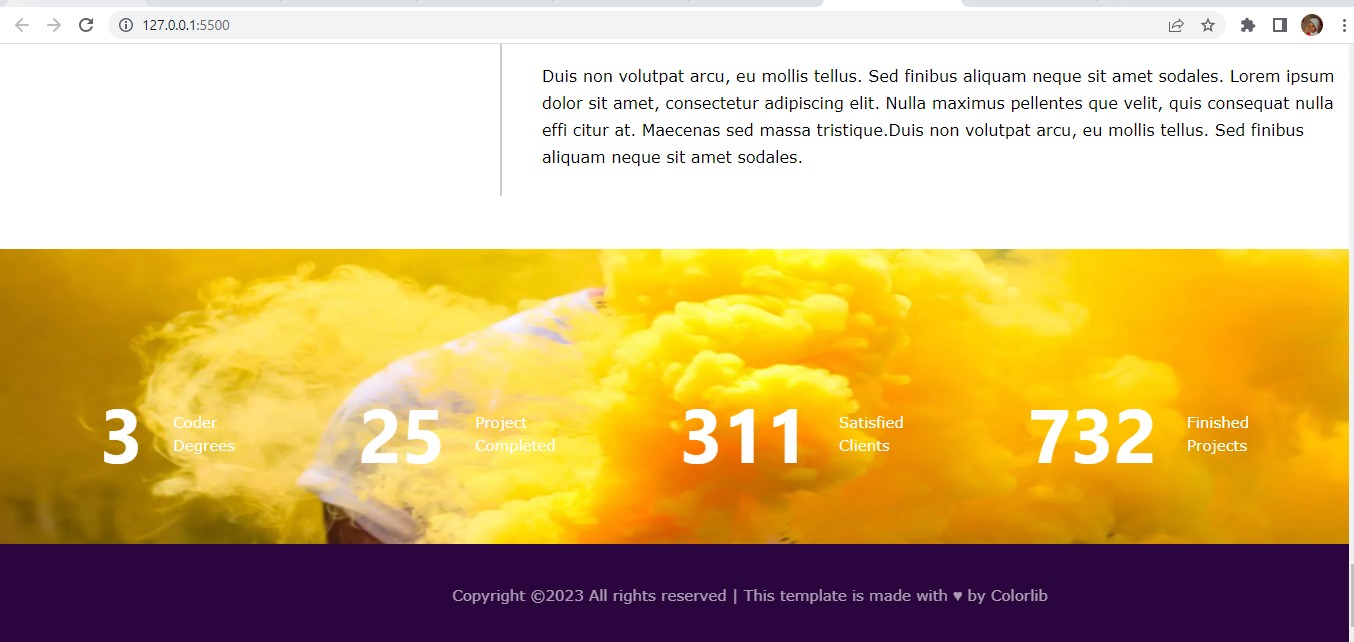 127.0.0.1:5500
Duis non volutpat arcu, eu mollis tellus. Sed finibus aliquam neque sit amet sodales. Lorem ipsum
dolor sit amet, consectetur adipiscing elit. Nulla maximus pellentes que velit, quis consequat nulla
effi citur at. Maecenas sed massa tristique.Duis non volutpat arcu, eu mollis tellus. Sed finibus
aliquam neque sit amet sodales.
3
Coder
Degrees
25
Project
Completed
311
Satisfied
Clients
732
Finished
Projects
Copyright ©2023 All rights reserved | This template is made with ♥ by Colorlib